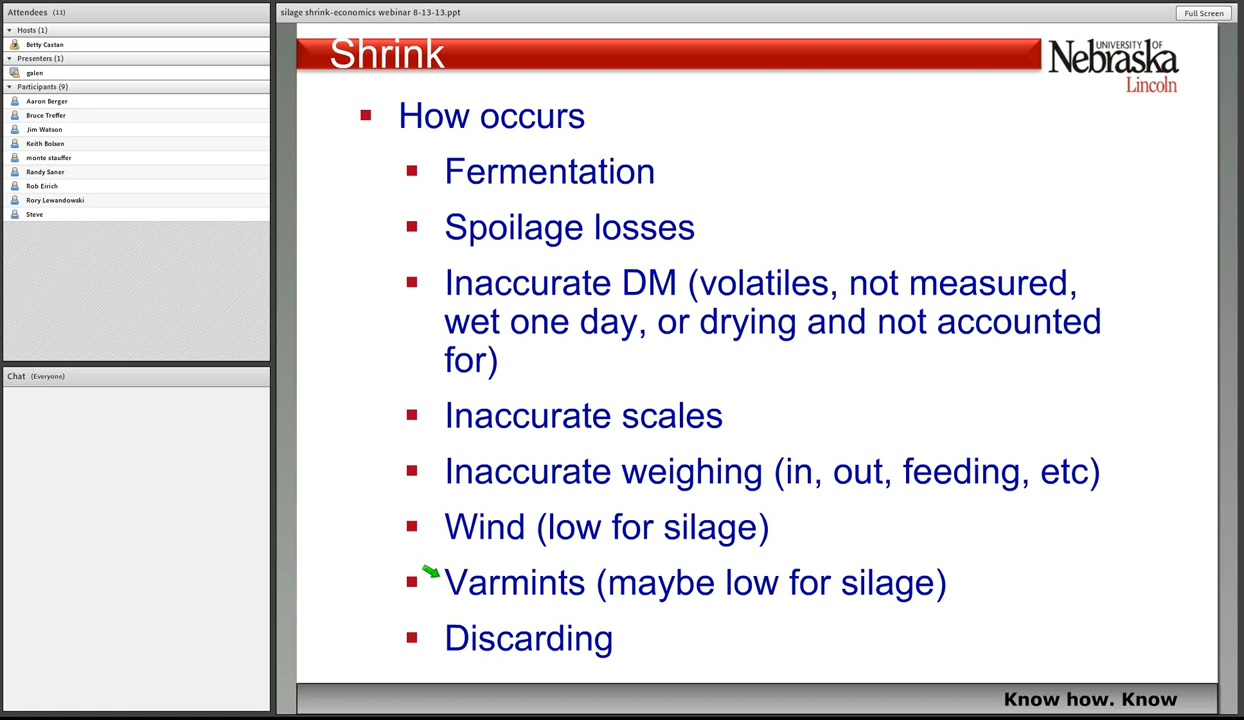 Attendees (11)
Hosts (1)
Betty Castan
Presenters (1)
galen
Participants (9)
Aaron Berger
Bruce Treffer
Jim Watson
Keith Bolsen
monte stauffer
Randy Saner
Rob Eirich
Rory Lewandowski
Steve
Chat (Everyone)
silage shrink-economics webinar 8-13-13.ppt
Full Screen
Shrink
UNIVERSITY OF
Nebraska
Lincoln
How occurs
Fermentation
Spoilage losses
Inaccurate DM (volatiles, not measured,
wet one day, or drying and not accounted
for)
Inaccurate scales
Inaccurate weighing (in, out, feeding, etc)
Wind (low for silage)
Varmints (maybe low for silage)
Discarding
Know how. Know